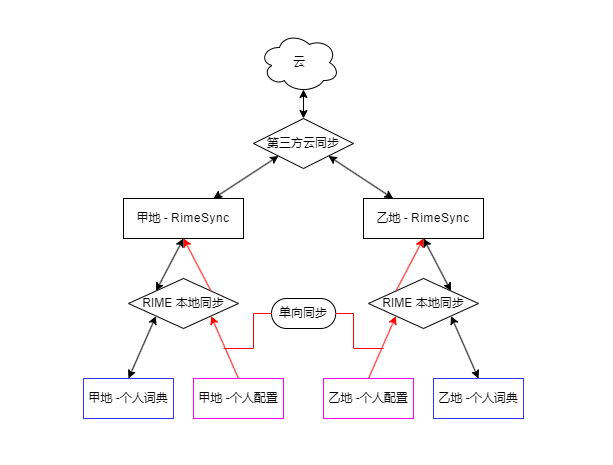 云
第三方云同步
甲地 - RimeSync
乙地 - RimeSync
RIME 本地同步
RIME 本地同步
单向同步
甲地 -个人词典
甲地 -个人配置
乙地 -个人配置
乙地 -个人词典